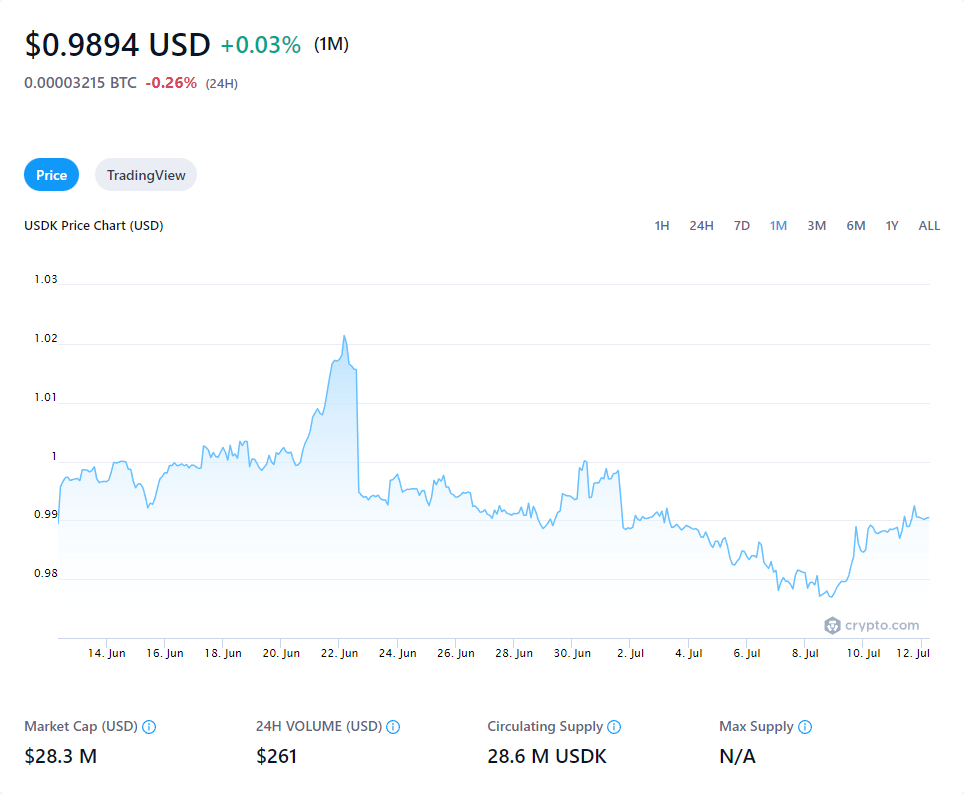 $0.9894 USD +0.03% (1M)
0.00003215 BTC -0.26% (24H)
Price TradingView
USDK Price Chart (USD) 1H 24H 7D 1M 3M 6M 1Y ALL
1.03
1.02
1.01
1
0.99
0.98
crypto.com
14. Jun 16. Jun 18. Jun 20. Jun 22. Jun 24. Jun 26. Jun 28. Jun 30. Jun 2. Jul 4. Jul 6. Jul 8. Jul 10. Jul 12. Jul
Market Cap (USD) 24H VOLUME (USD) Circulating Supply Max Supply
$28.3 M $261 28.6 M USDK N/A